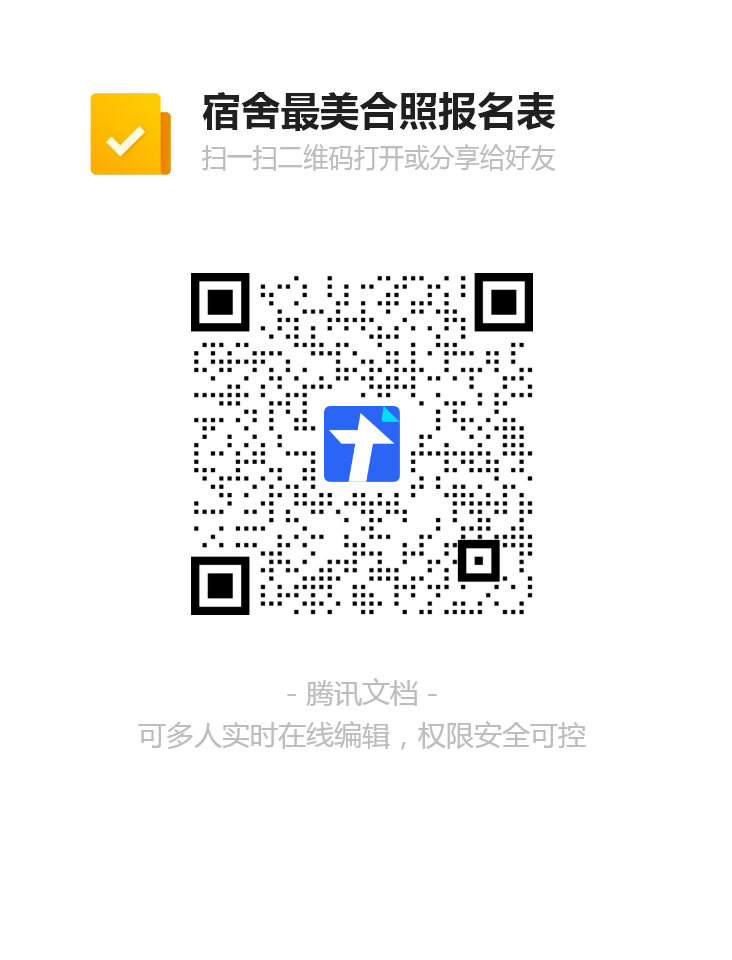 宿舍最美合照报名表
扫一扫二维码打开或分享给好友
- 腾讯文档 -
可多人实时在线编辑，权限安全可控